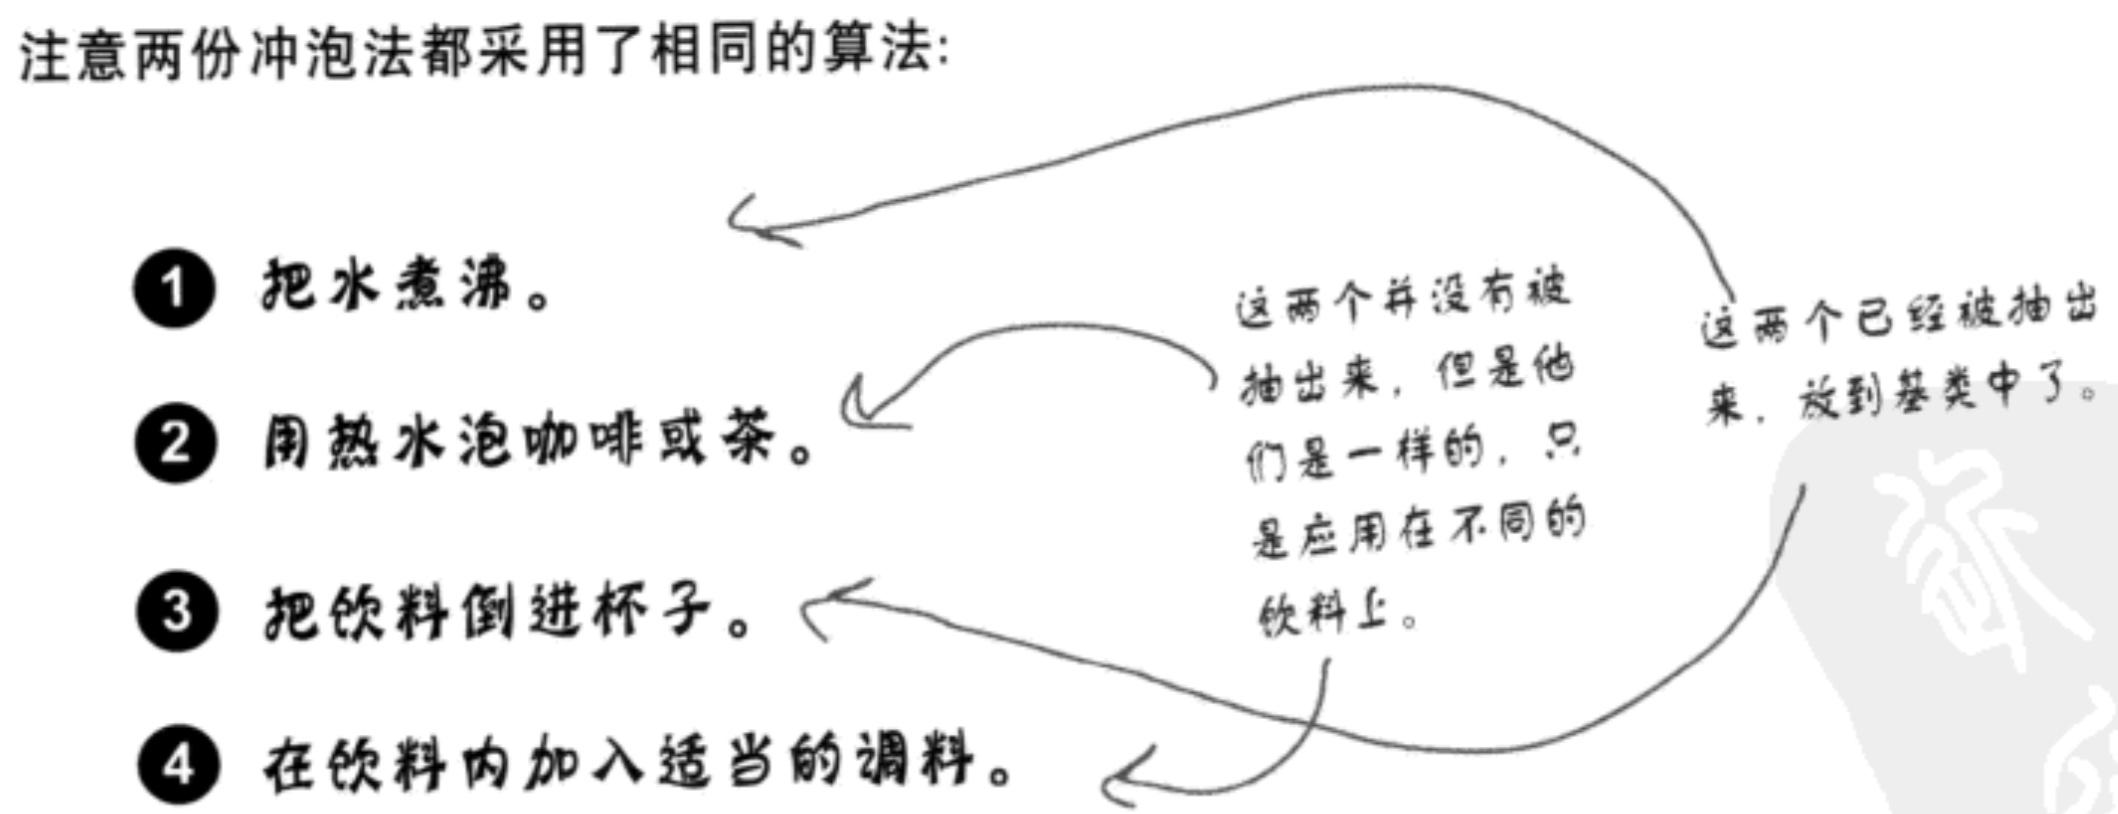 注意两份冲泡法都采用了相同的算法:
1 把水煮沸。
2 用热水泡咖啡或茶。
3 把饮料倒进杯子。
4 在饮料内加入适当的调料。
这两个并没有被
抽出来，但是他
们是一样的，只
是应用在不同的
饮料上。
这两个已经被抽出
来，放到基类中了。